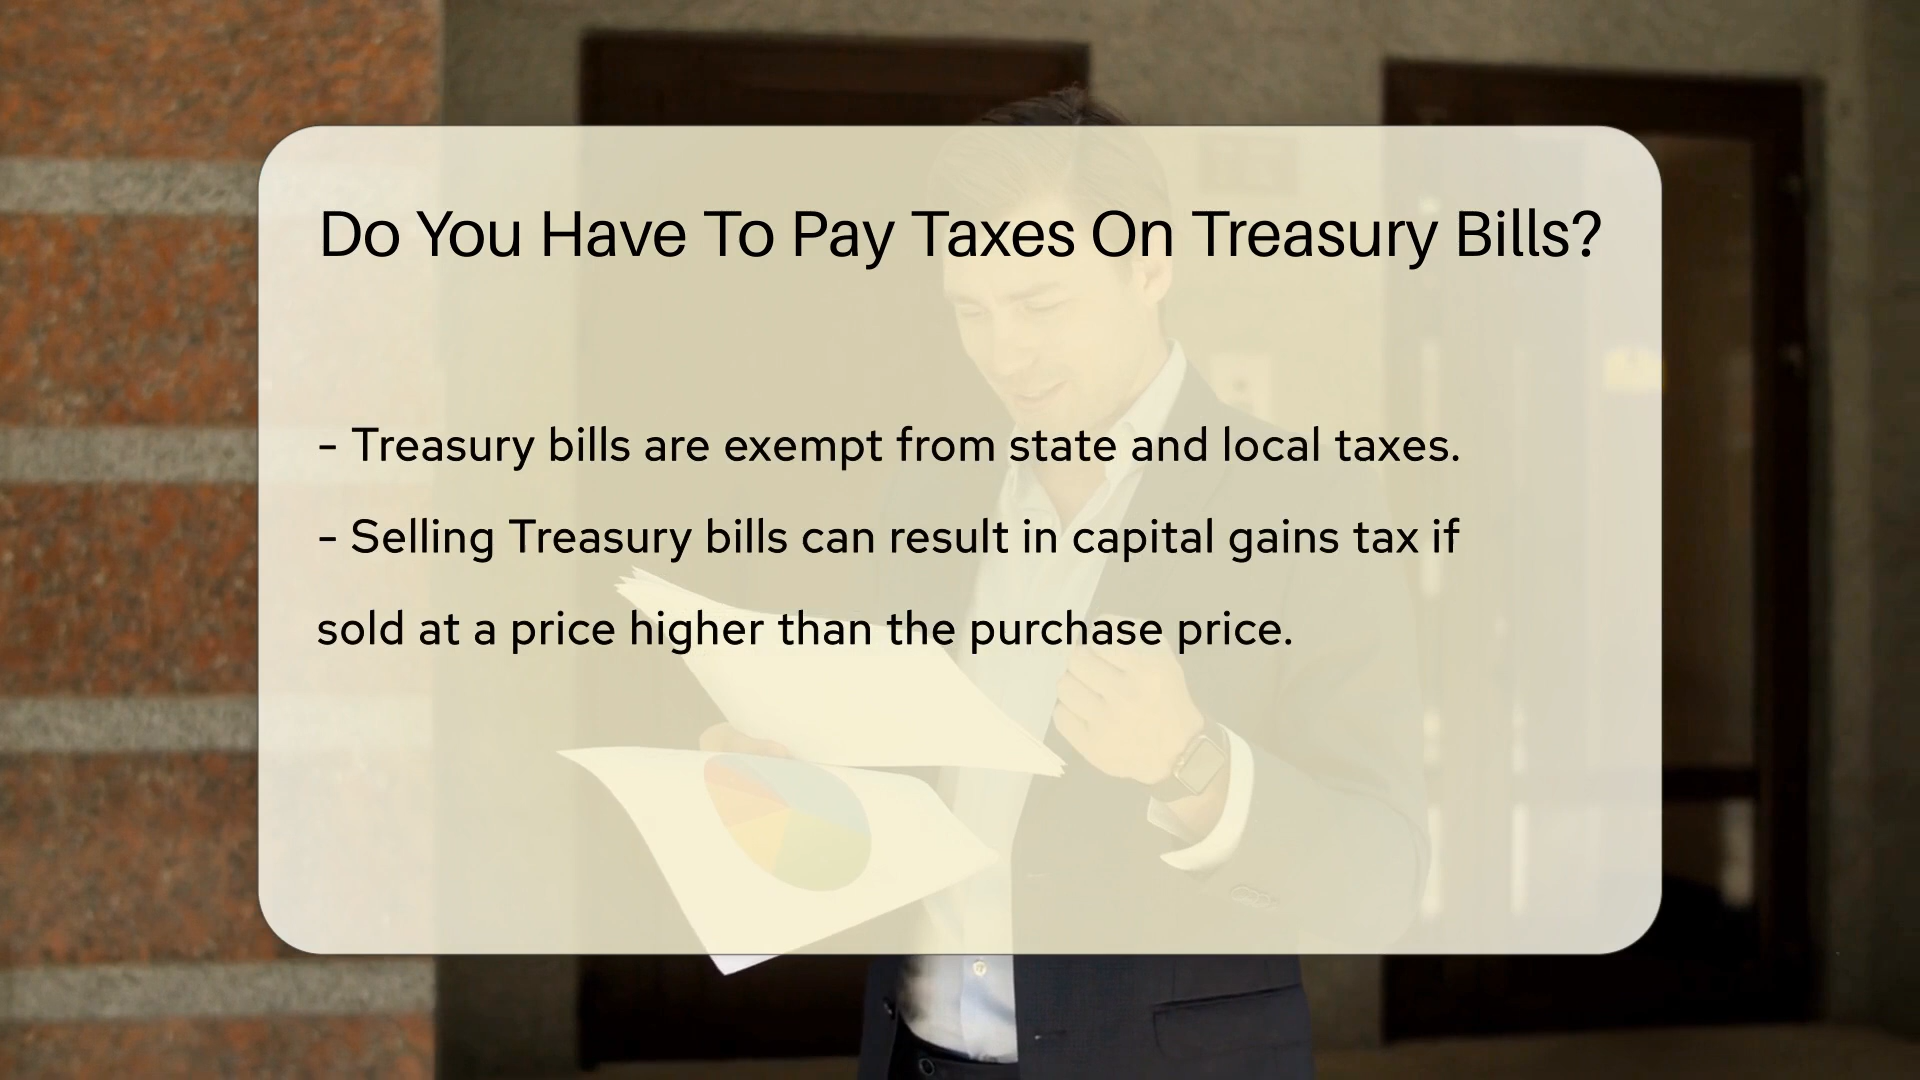 Do You Have To Pay Taxes On Treasury Bills?
- Treasury bills are exempt from state and local taxes.
- Selling Treasury bills can result in capital gains tax if
sold at a price higher than the purchase price.